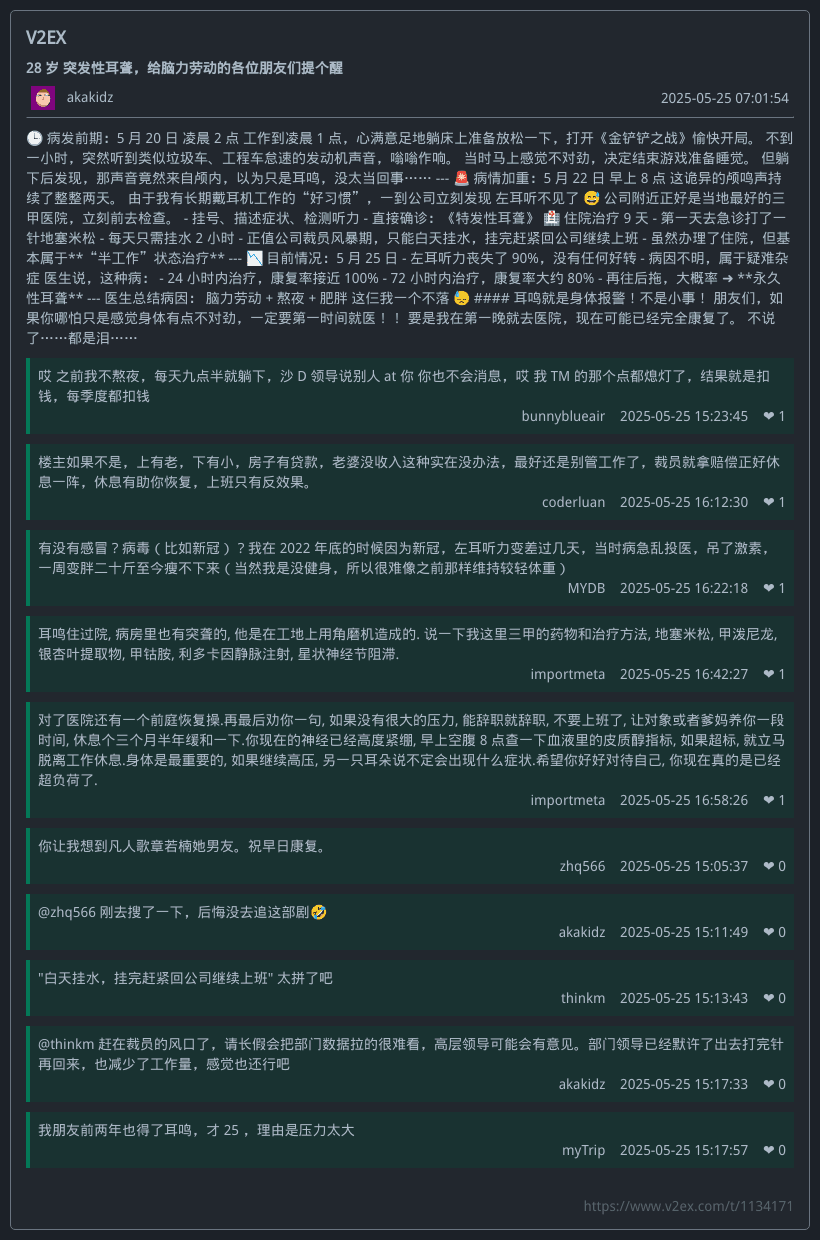 V2EX
28 岁 突发性耳聋，给脑力劳动的各位朋友们提个醒
akakidz 2025-05-25 07:01:54
🕒 病发前期：5 月 20 日 凌晨 2 点 工作到凌晨 1 点，心满意足地躺床上准备放松一下，打开《金铲铲之战》愉快开局。 不到
一小时，突然听到类似垃圾车、工程车怠速的发动机声音，嗡嗡作响。 当时马上感觉不对劲，决定结束游戏准备睡觉。 但躺
下后发现，那声音竟然来自颅内，以为只是耳鸣，没太当回事…… --- 🚨 病情加重：5 月 22 日 早上 8 点 这诡异的颅鸣声持
续了整整两天。 由于我有长期戴耳机工作的“好习惯”，一到公司立刻发现 左耳听不见了 😅 公司附近正好是当地最好的三
甲医院，立刻前去检查。 - 挂号、描述症状、检测听力 - 直接确诊：《特发性耳聋》 🏥 住院治疗 9 天 - 第一天去急诊打了一
针地塞米松 - 每天只需挂水 2 小时 - 正值公司裁员风暴期，只能白天挂水，挂完赶紧回公司继续上班 - 虽然办理了住院，但基
本属于**“半工作”状态治疗** --- 📉 目前情况：5 月 25 日 - 左耳听力丧失了 90%，没有任何好转 - 病因不明，属于疑难杂
症 医生说，这种病： - 24 小时内治疗，康复率接近 100% - 72 小时内治疗，康复率大约 80% - 再往后拖，大概率 ➔ **永久
性耳聋** --- 医生总结病因： 脑力劳动 + 熬夜 + 肥胖 这仨我一个不落 😓 #### 耳鸣就是身体报警！不是小事！ 朋友们，如
果你哪怕只是感觉身体有点不对劲，一定要第一时间就医！！ 要是我在第一晚就去医院，现在可能已经完全康复了。 不说
了……都是泪……
哎 之前我不熬夜，每天九点半就躺下，沙 D 领导说别人 at 你 你也不会消息，哎 我 TM 的那个点都熄灯了，结果就是扣
钱，每季度都扣钱
bunnyblueair 2025-05-25 15:23:45 ❤ 1
楼主如果不是，上有老，下有小，房子有贷款，老婆没收入这种实在没办法，最好还是别管工作了，裁员就拿赔偿正好休
息一阵，休息有助你恢复，上班只有反效果。
coderluan 2025-05-25 16:12:30 ❤ 1
有没有感冒？病毒（比如新冠）？我在 2022 年底的时候因为新冠，左耳听力变差过几天，当时病急乱投医，吊了激素，
一周变胖二十斤至今瘦不下来（当然我是没健身，所以很难像之前那样维持较轻体重）
MYDB 2025-05-25 16:22:18 ❤ 1
耳鸣住过院, 病房里也有突聋的, 他是在工地上用角磨机造成的. 说一下我这里三甲的药物和治疗方法, 地塞米松, 甲泼尼龙,
银杏叶提取物, 甲钴胺, 利多卡因静脉注射, 星状神经节阻滞.
importmeta 2025-05-25 16:42:27 ❤ 1
对了医院还有一个前庭恢复操.再最后劝你一句, 如果没有很大的压力, 能辞职就辞职, 不要上班了, 让对象或者爹妈养你一段
时间, 休息个三个月半年缓和一下.你现在的神经已经高度紧绷, 早上空腹 8 点查一下血液里的皮质醇指标, 如果超标, 就立马
脱离工作休息.身体是最重要的, 如果继续高压, 另一只耳朵说不定会出现什么症状.希望你好好对待自己, 你现在真的是已经
超负荷了.
importmeta 2025-05-25 16:58:26 ❤ 1
你让我想到凡人歌章若楠她男友。祝早日康复。
zhq566 2025-05-25 15:05:37 ❤ 0
@zhq566 刚去搜了一下，后悔没去追这部剧🤣
akakidz 2025-05-25 15:11:49 ❤ 0
"白天挂水，挂完赶紧回公司继续上班" 太拼了吧
thinkm 2025-05-25 15:13:43 ❤ 0
@thinkm 赶在裁员的风口了，请长假会把部门数据拉的很难看，高层领导可能会有意见。部门领导已经默许了出去打完针
再回来，也减少了工作量，感觉也还行吧
akakidz 2025-05-25 15:17:33 ❤ 0
我朋友前两年也得了耳鸣，才 25 ，理由是压力太大
myTrip 2025-05-25 15:17:57 ❤ 0
https://www.v2ex.com/t/1134171